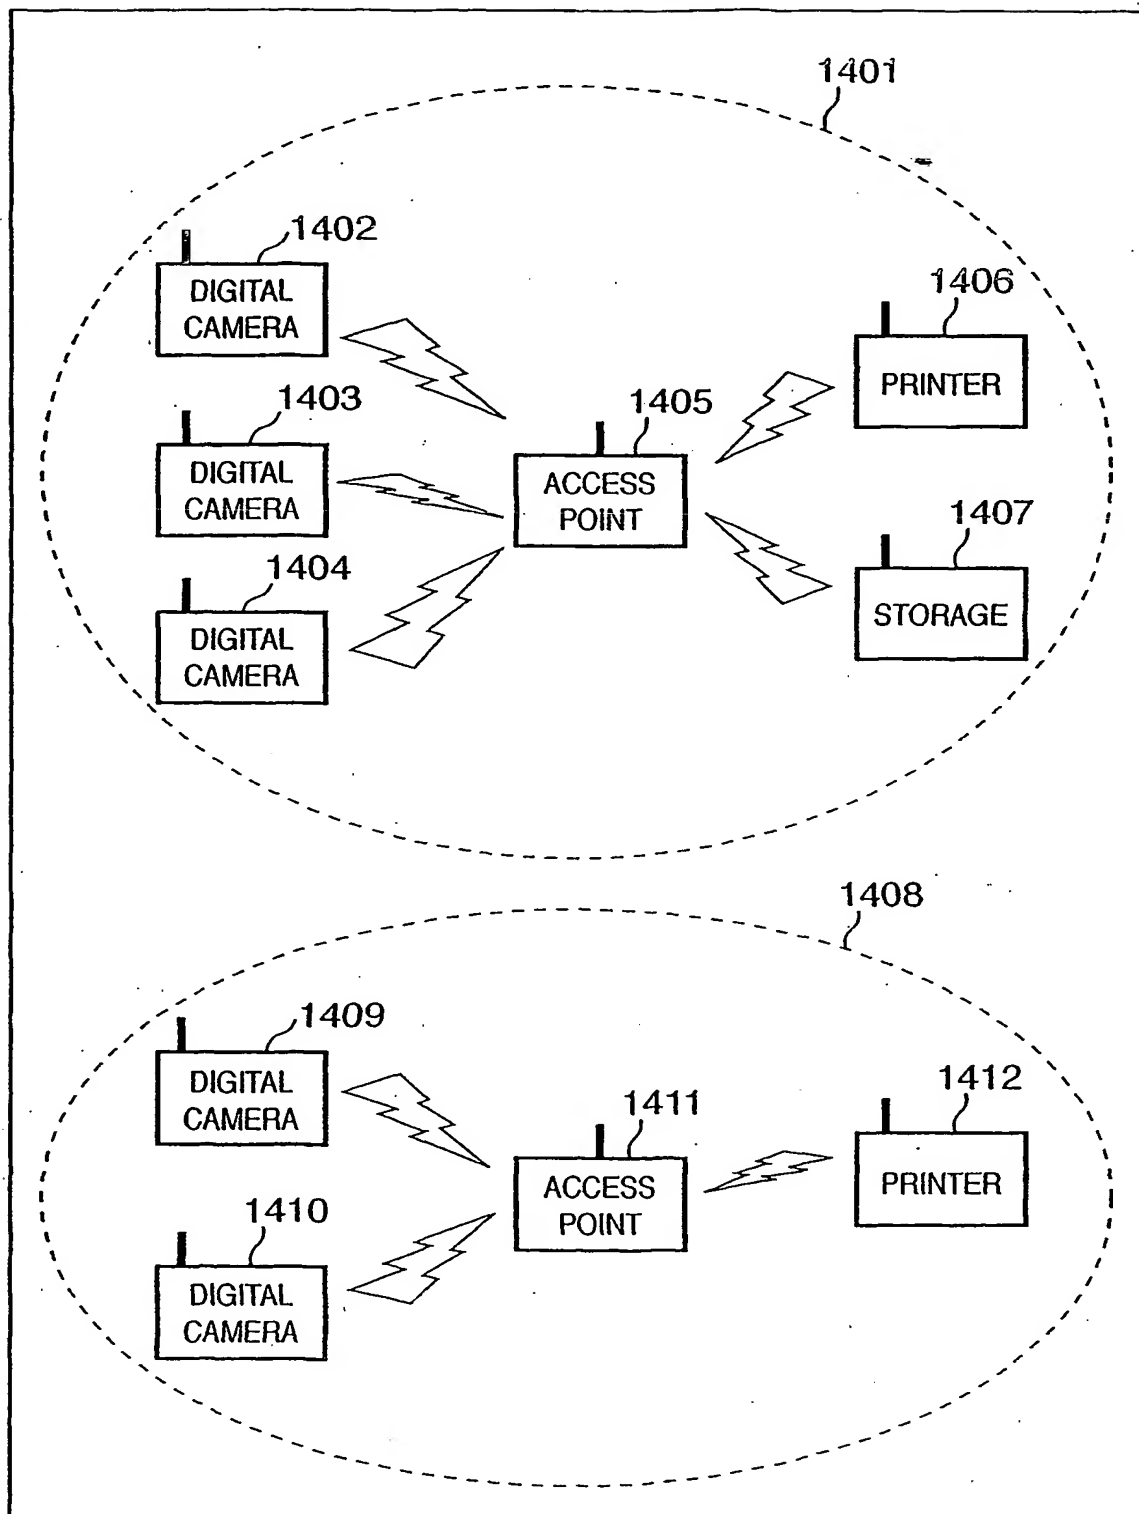 1401
1402
DIGITAL
CAMERA
1406
PRINTER
1403
DIGITAL
CAMERA
1405
ACCESS
POINT
1407
STORAGE
1404
DIGITAL
CAMERA
1408
1409
DIGITAL
CAMERA
1411
ACCESS
POINT
1412
PRINTER
1410
DIGITAL
CAMERA